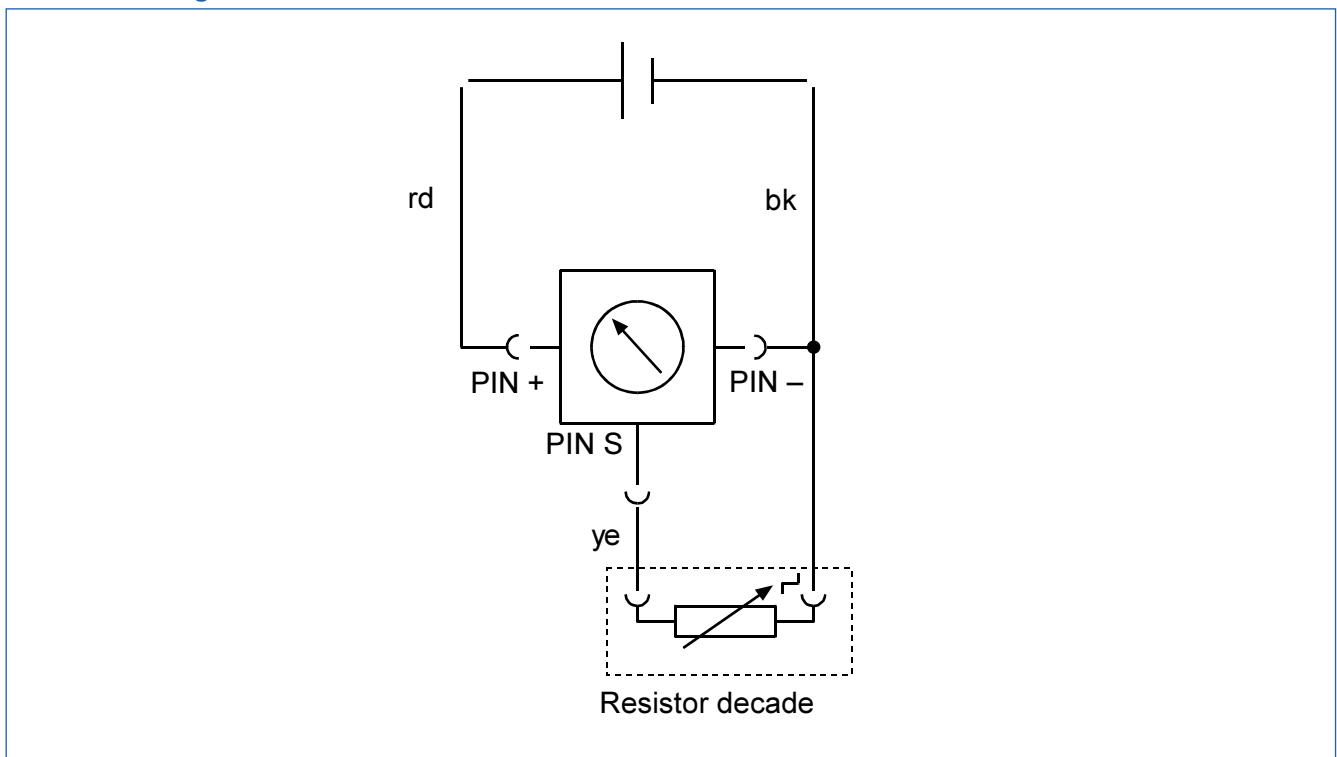 rd
bk
PIN +
PIN –
PIN S
ye
Resistor decade